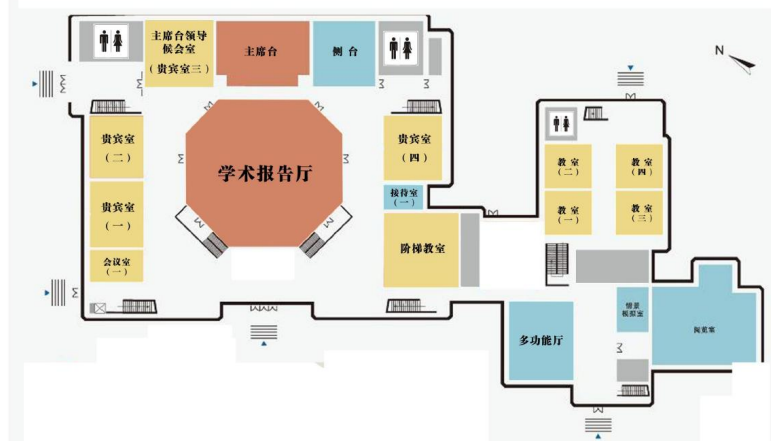 主席台领导
候会室
（贵宾室三）
主席台
侧 台
N
贵宾室
（二）
学术报告厅
贵宾室
（四）
教 室
（二）
教 室
（四）
接待室
（一）
贵宾室
（一）
教 室
（一）
教 室
（三）
阶梯教室
会议室
（一）
情景
模拟室
多功能厅
阅览室